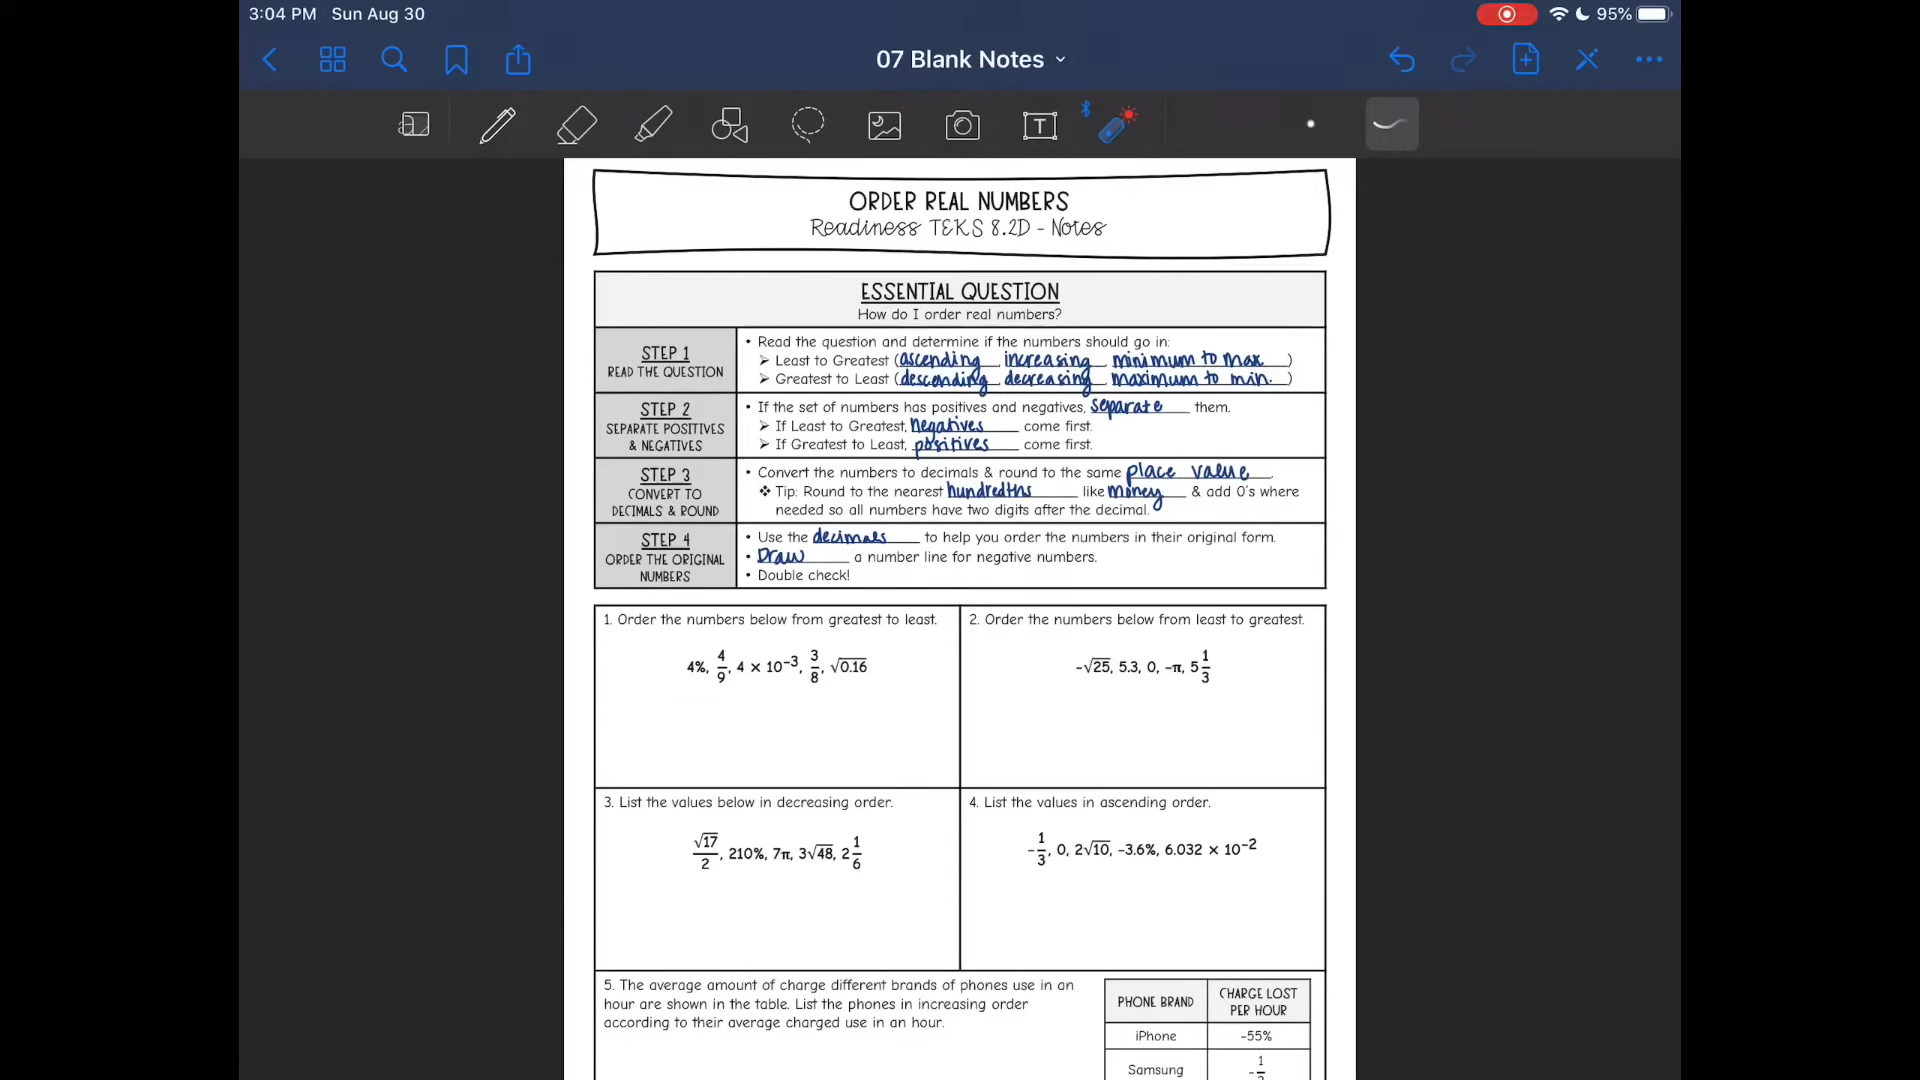 3:04 PM Sun Aug 30
95%
07 Blank Notes
T
ORDER REAL NUMBERS
Readiness TEKS 8.2D - Notes
ESSENTIAL QUESTION
How do I order real numbers?
STEP 1
READ THE QUESTION
• Read the question and determine if the numbers should go in:
➢ Least to Greatest (ascending, increasing, minimum to max)
➢ Greatest to Least (descending, decreasing, maximum to min.)
STEP 2
SEPARATE POSITIVES
& NEGATIVES
• If the set of numbers has positives and negatives, separate them.
➢ If Least to Greatest, negatives come first.
➢ If Greatest to Least, positives come first.
STEP 3
CONVERT TO
DECIMALS & ROUND
• Convert the numbers to decimals & round to the same place value.
❖ Tip: Round to the nearest hundredths like money & add 0's where
needed so all numbers have two digits after the decimal.
STEP 4
ORDER THE ORIGINAL
NUMBERS
• Use the decimals to help you order the numbers in their original form.
• Draw a number line for negative numbers.
• Double check!
1. Order the numbers below from greatest to least.
4%, 4/9, 4 × 10⁻³, 3/8, √0.16
2. Order the numbers below from least to greatest.
-√25, 5.3, 0, -π, 5 1/3
3. List the values below in decreasing order.
√17/2, 210%, 7π, 3√48, 2 1/6
4. List the values in ascending order.
-1/3, 0, 2√10, -3.6%, 6.032 × 10⁻²
5. The average amount of charge different brands of phones use in an
hour are shown in the table. List the phones in increasing order
according to their average charged use in an hour.
PHONE BRAND
CHARGE LOST
PER HOUR
iPhone -55%
Samsung